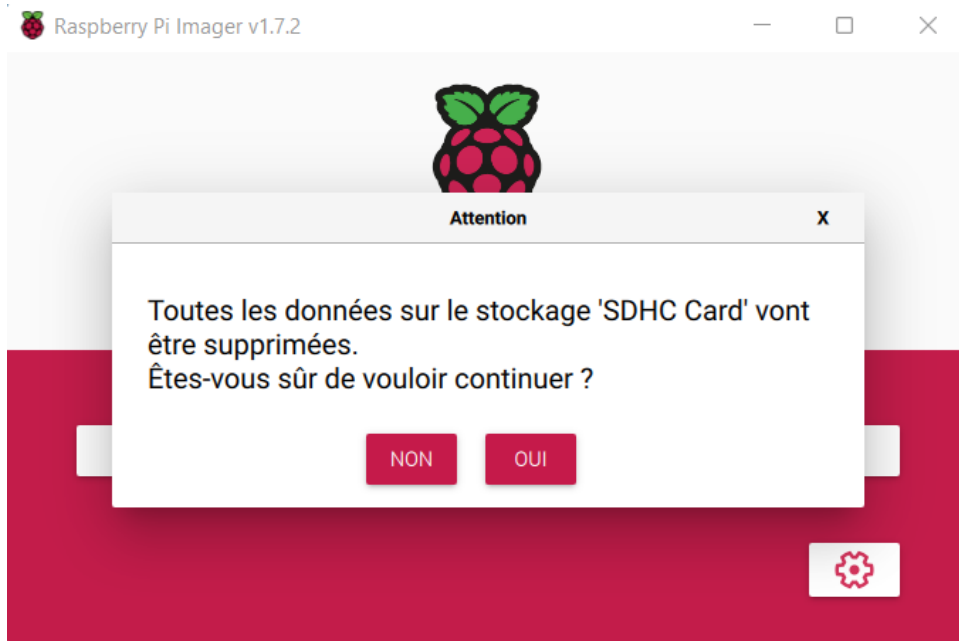 Raspberry Pi Imager v1.7.2
Attention
X
Toutes les données sur le stockage 'SDHC Card' vont
être supprimées.
Êtes-vous sûr de vouloir continuer ?
NON
OUI